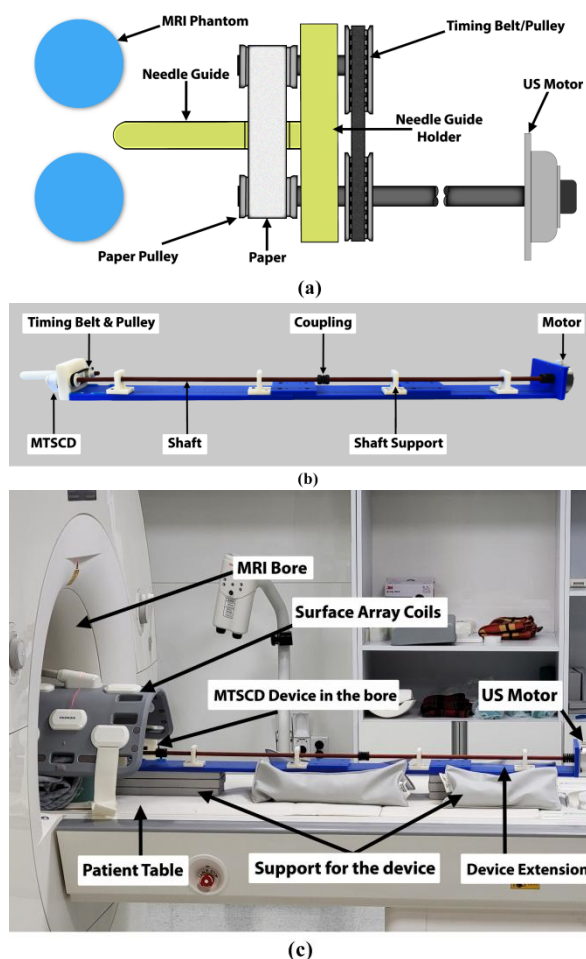 MRI Phantom
Timing Belt/Pulley
Needle Guide
US Motor
Needle Guide
Holder
Paper Pulley
Paper
(a)
Timing Belt & Pulley
Coupling
Motor
MTSCD
Shaft
Shaft Support
(b)
MRI Bore
Surface Array Coils
MTSCD Device in the bore
US Motor
Patient Table
Support for the device
Device Extension
(c)